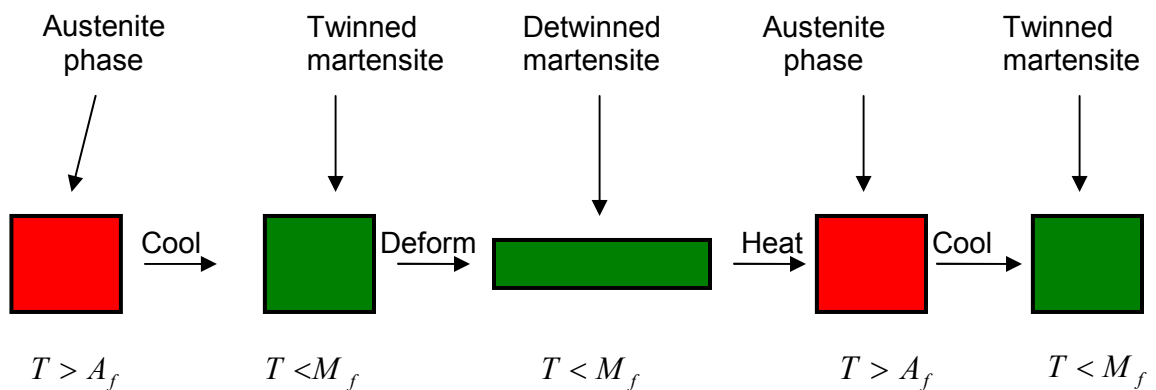 Austenite phase
Twinned martensite
Detwinned martensite
Austenite phase
Twinned martensite
Cool
Deform
Heat
Cool
T > A_f
T < M_f
T < M_f
T > A_f
T < M_f